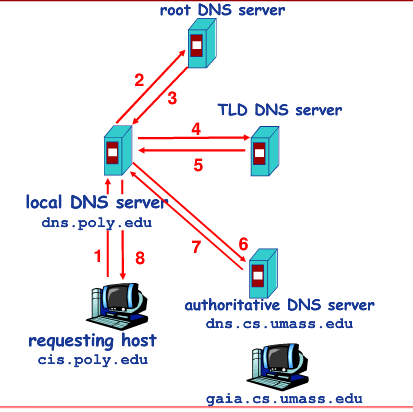 root DNS server
2
3
TLD DNS server
4
5
local DNS server
dns.poly.edu
1
8
7
6
authoritative DNS server
dns.cs.umass.edu
requesting host
cis.poly.edu
gaia.cs.umass.edu